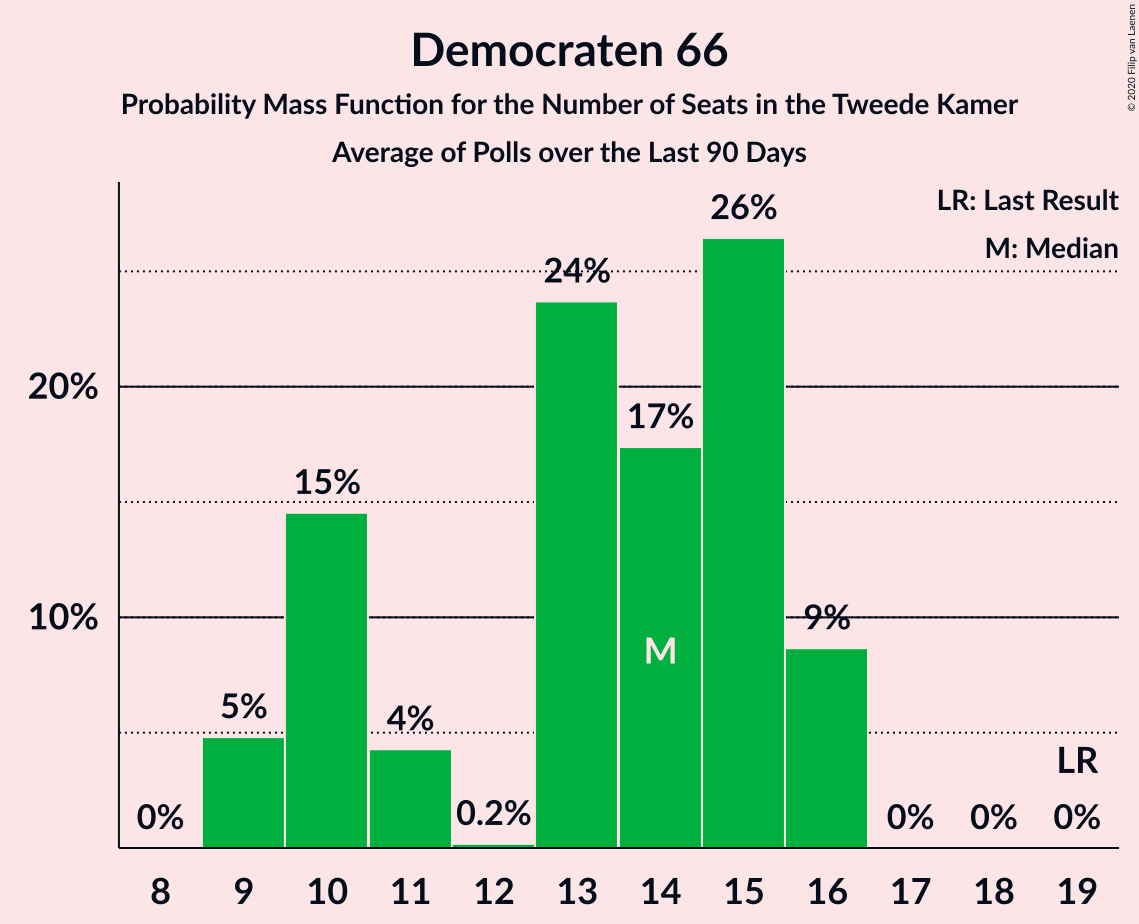 © 2020 Filip van Laenen
Democraten 66
Probability Mass Function for the Number of Seats in the Tweede Kamer
Average of Polls over the Last 90 Days
LR: Last Result
M: Median
26%
24%
20%
17%
15%
10%
9%
M
5%
4%
LR
0%
0.2%
0%
0%
0%
8 9 10 11 12 13 14 15 16 17 18 19